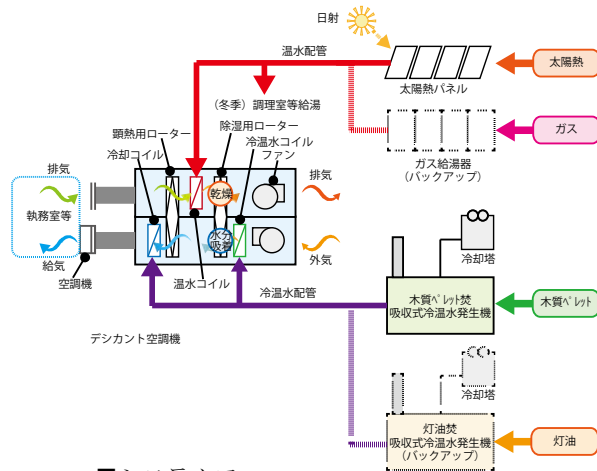 日射
温水配管
太陽熱
太陽熱パネル
(冬季)調理室等給湯
ガス
ガス給湯器
(バックアップ)
顕熱用ローター
除湿用ローター
冷却コイル
冷温水コイル
ファン
排気
排気
乾燥
執務室等
水分
吸着
給気
外気
空調機
温水コイル
冷却塔
冷温水配管
木質ペレット焚
吸収式冷温水発生機
木質ペレット
デシカント空調機
冷却塔
灯油焚
吸収式冷温水発生機
(バックアップ)
灯油